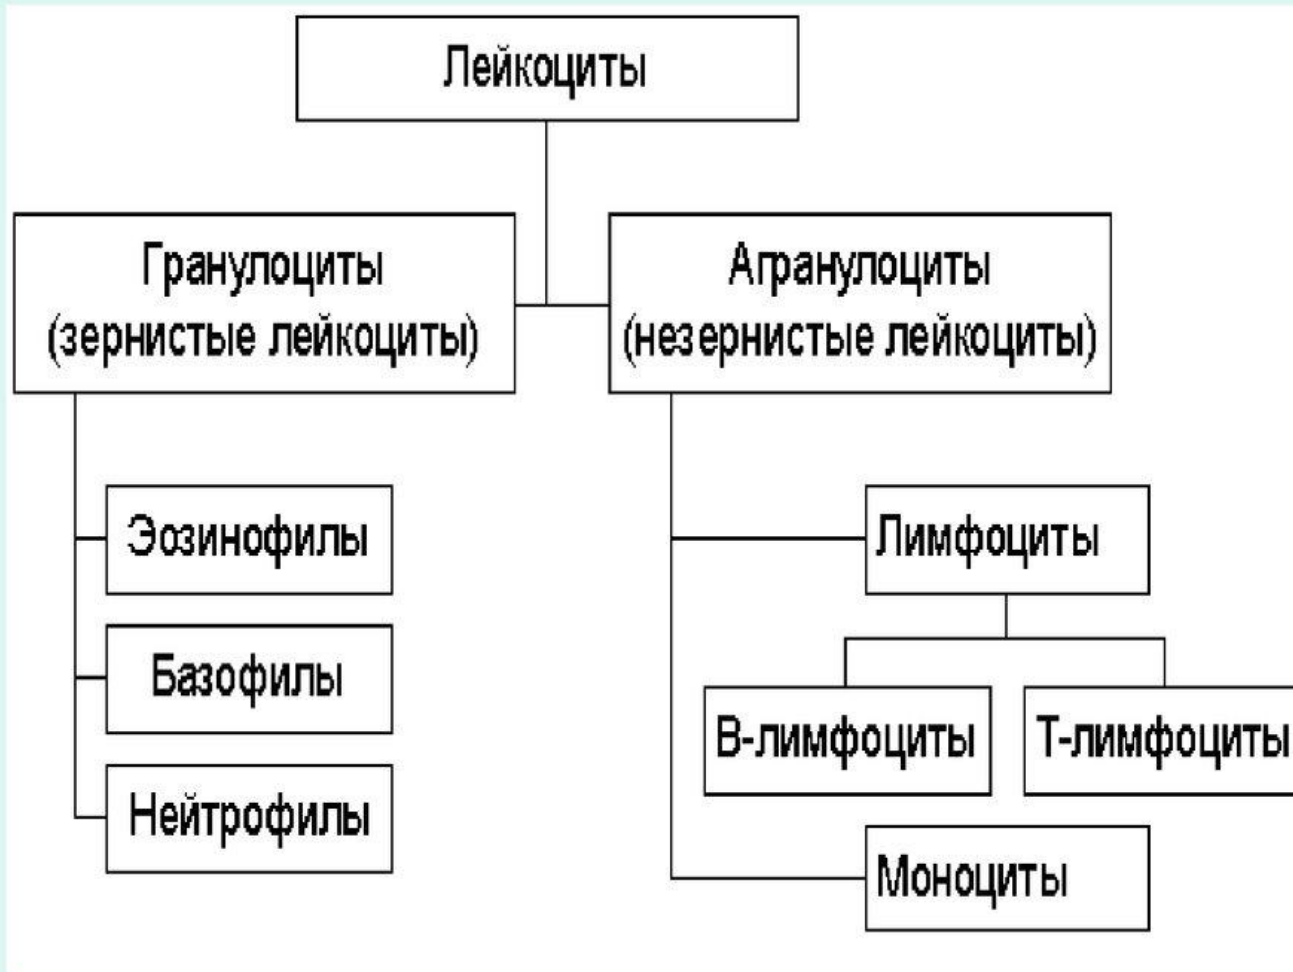 Лейкоциты
Гранулоциты
(зернистые лейкоциты)
Агранулоциты
(незернистые лейкоциты)
Эозинофилы
Базофилы
Нейтрофилы
Лимфоциты
В-лимфоциты
Т-лимфоциты
Моноциты